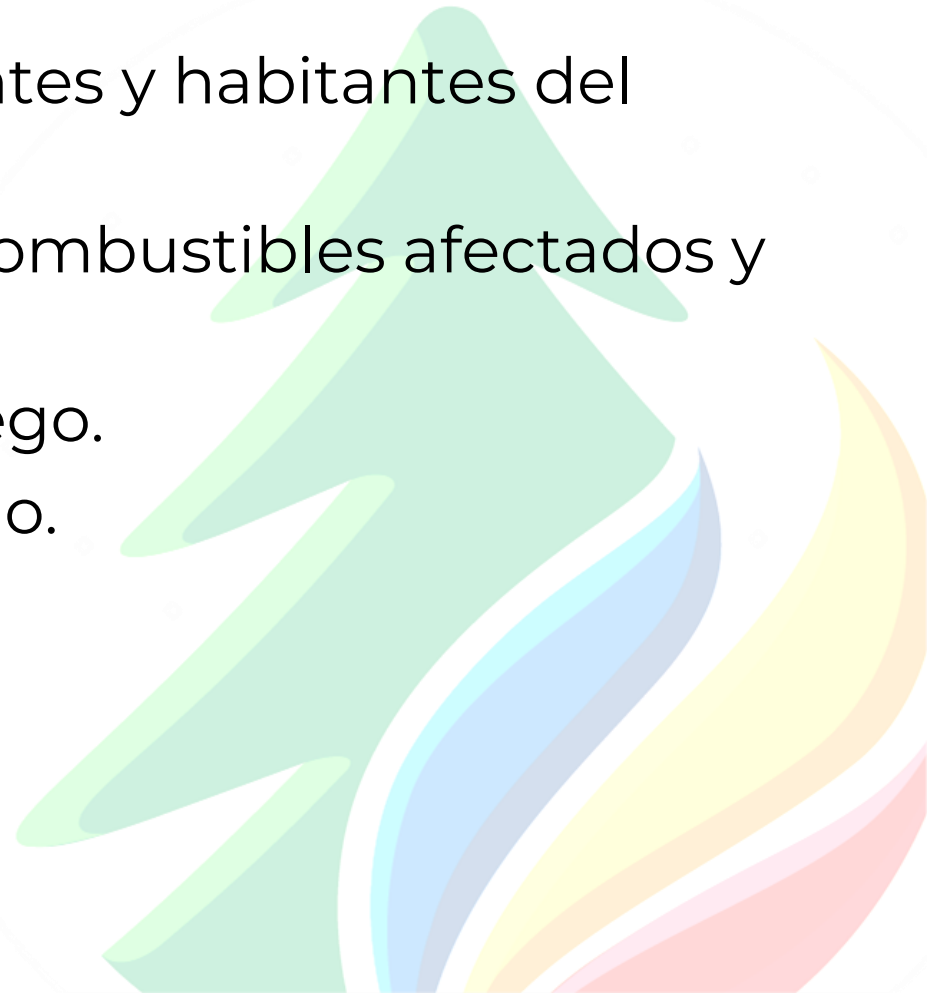 ntes y habitantes del
ombustibles afectados y
ego.
o.